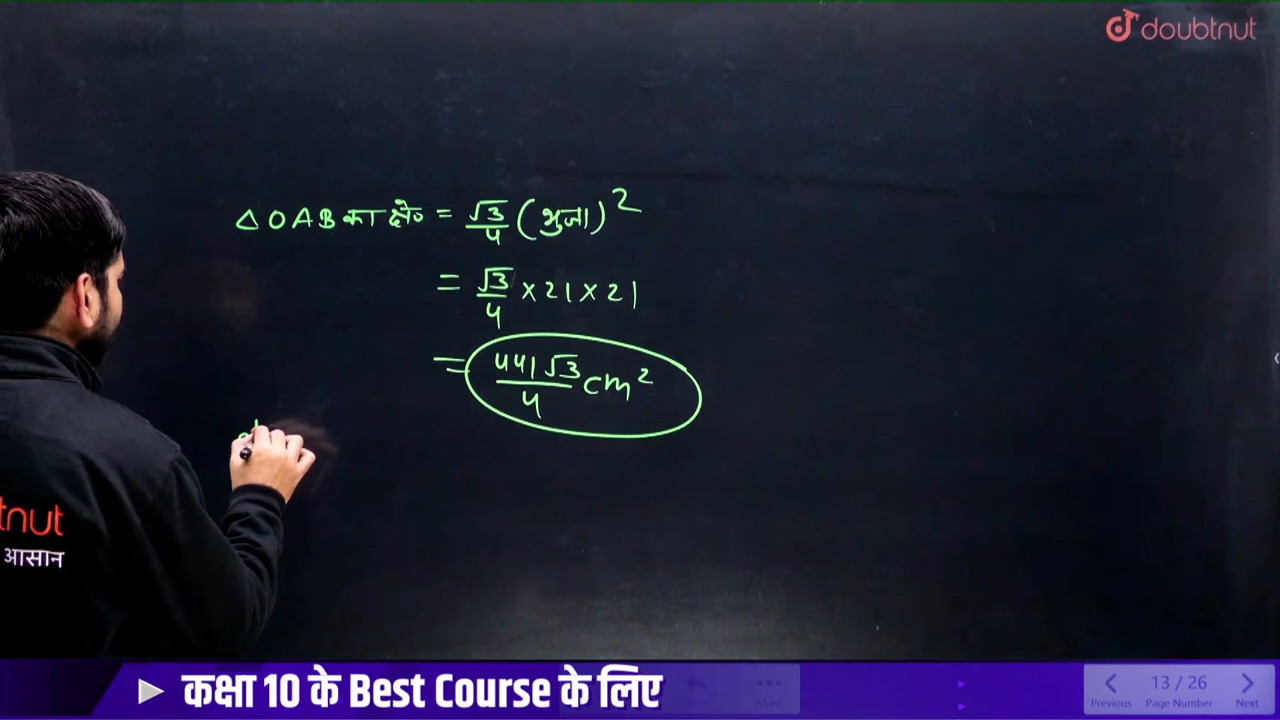 doubtnut
△OAB का क्षे० = √3/4 (भुजा)²
= √3/4 × 21 × 21
= 441√3/4 cm²
tnut
आसान
कक्षा 10 के Best Course के लिए
13 / 26
Previous Page Number Next